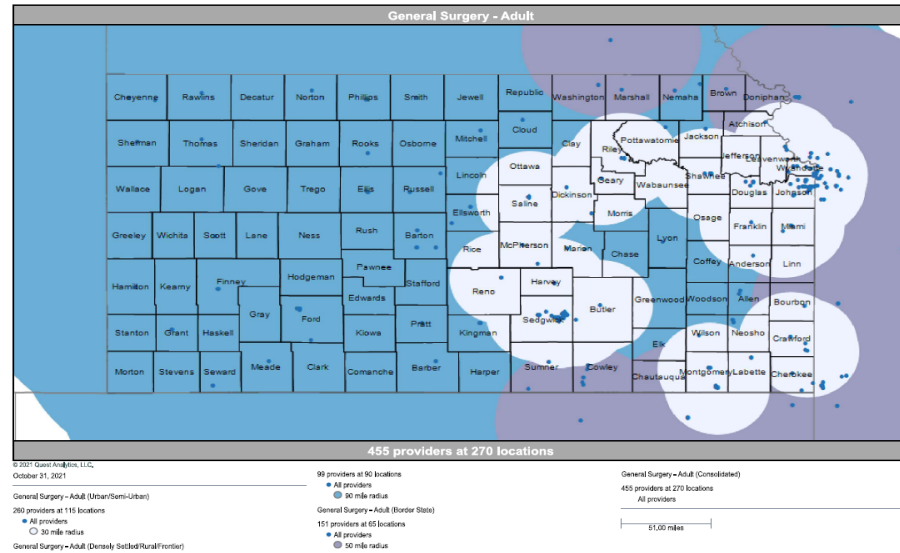 General Surgery - Adult
Cheyenne Rawlins Decatur Norton Phillips Smith Jewell Republic Washington Marshall Nemaha Brown Doniphan
Cloud Mitchell Clay Riley Pottawatomie Jackson Atchison
Sherman Thomas Sheridan Graham Rooks Osborne Ottawa Jefferson Leavenworth Wyandotte
Lincoln Geary Wabaunsee Shawnee Douglas Johnson
Wallace Logan Gove Trego Ellis Russell Saline Dickinson Morris Osage
Ellsworth Franklin Miami
Greeley Wichita Scott Lane Ness Rush Barton Rice McPherson Marion Chase Lyon Coffey Anderson Linn
Hamilton Kearny Finney Hodgeman Pawnee Stafford Reno Harvey
Gray Ford Edwards Sedgwick Butler Greenwood Woodson Allen Bourbon
Stanton Grant Haskell Kiowa Pratt Kingman Elk Wilson Neosho Crawford
Morton Stevens Seward Meade Clark Comanche Barber Harper Sumner Cowley Chautauqua Montgomery Labette Cherokee
455 providers at 270 locations
© 2021 Quest Analytics, LLC.
October 31, 2021
General Surgery - Adult (Urban/Semi-Urban)
260 providers at 115 locations
All providers
30 mile radius
General Surgery - Adult (Densely Settled/Rural/Frontier)
99 providers at 90 locations
All providers
90 mile radius
General Surgery - Adult (Border State)
151 providers at 65 locations
All providers
50 mile radius
General Surgery - Adult (Consolidated)
455 providers at 270 locations
All providers
51.00 miles